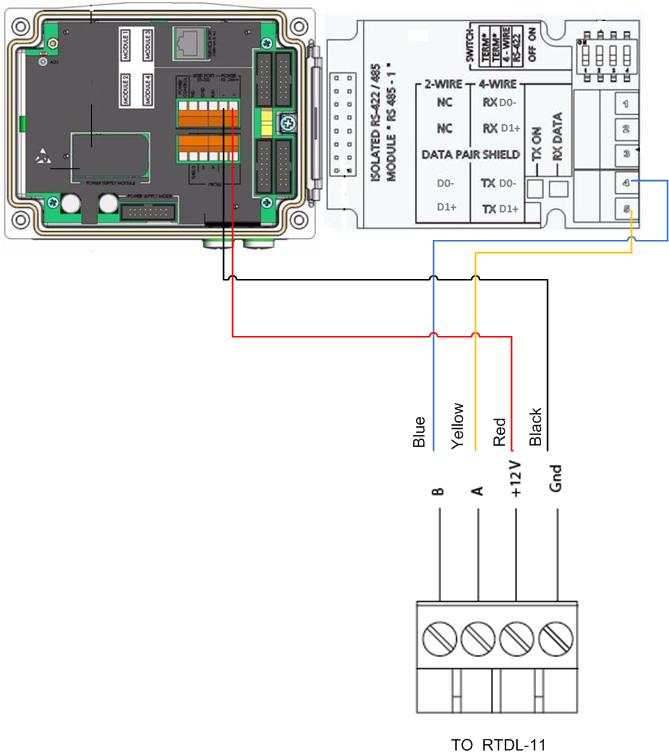 MODULE 1
MODULE 3
MODULE 2
MODULE 4
POWER SUPPLY MODE
ISOLATED RS-422 / 485
MODULE " RS 485 - 1 "
SWITCH
TERM*
TERM*
4 - WIRE
RS-422
OFF ON
2-WIRE 4-WIRE
NC RX D0-
NC RX D1+
DATA PAIR SHIELD
D0- TX D0-
D1+ TX D1+
TX ON
RX DATA
1
2
3
4
5
Blue
Yellow
Red
Black
B
A
+12 V
Gnd
TO RTDL-11